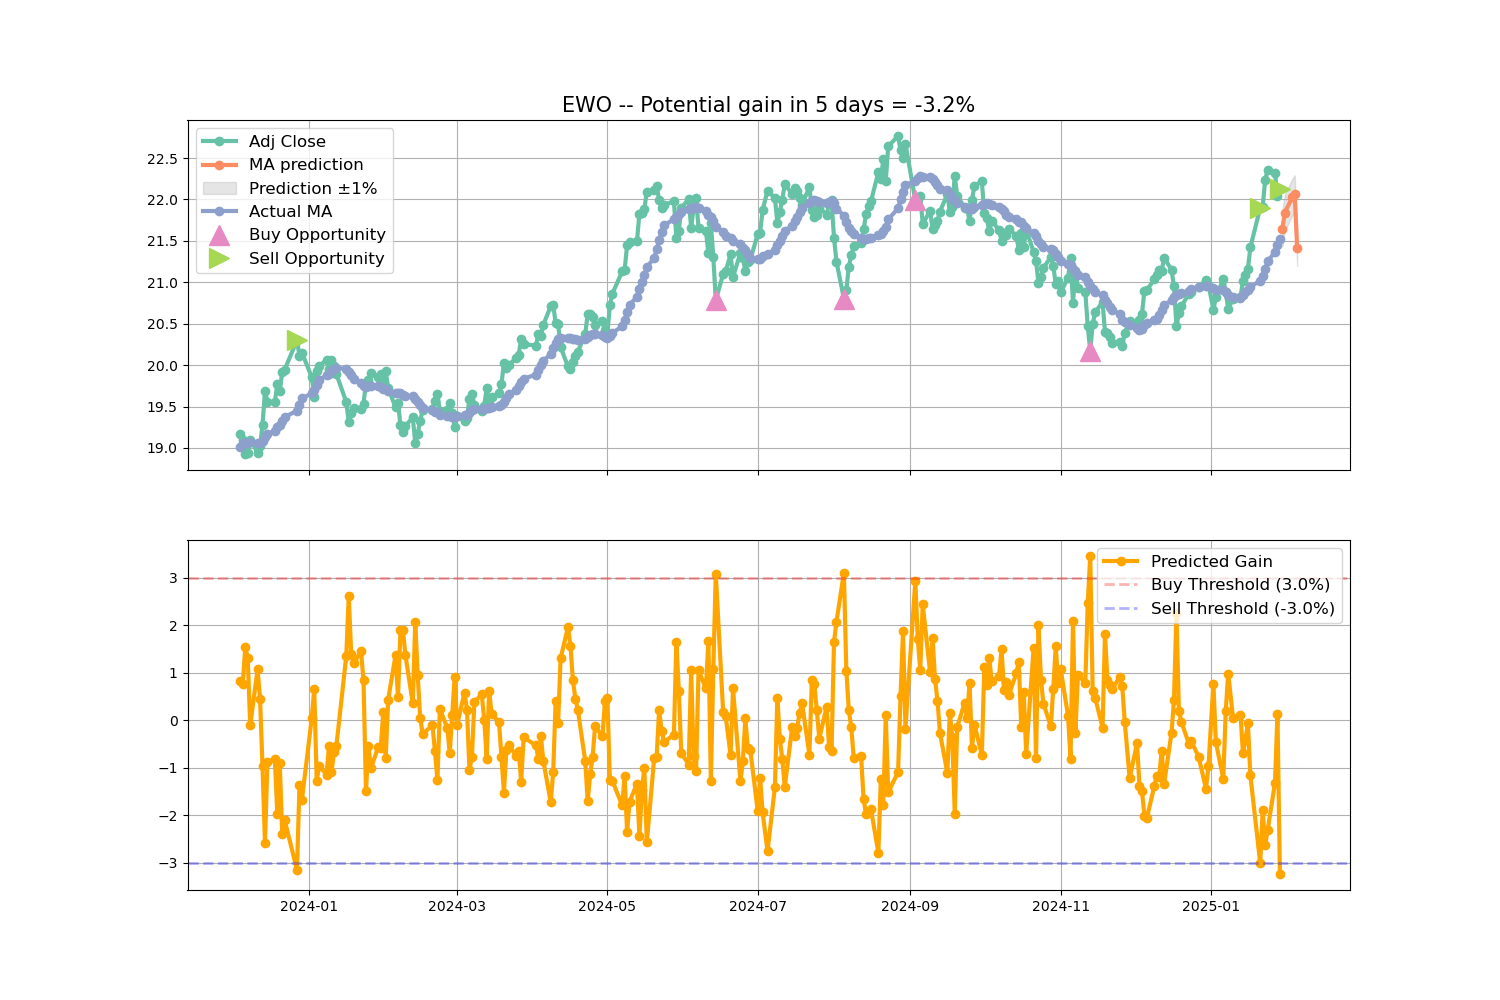 EWO -- Potential gain in 5 days = -3.2%
Adj Close
MA prediction
Prediction ±1%
Actual MA
Buy Opportunity
Sell Opportunity
22.5
22.0
21.5
21.0
20.5
20.0
19.5
19.0
Predicted Gain
Buy Threshold (3.0%)
Sell Threshold (-3.0%)
3
2
1
0
−1
−2
−3
2024-01
2024-03
2024-05
2024-07
2024-09
2024-11
2025-01